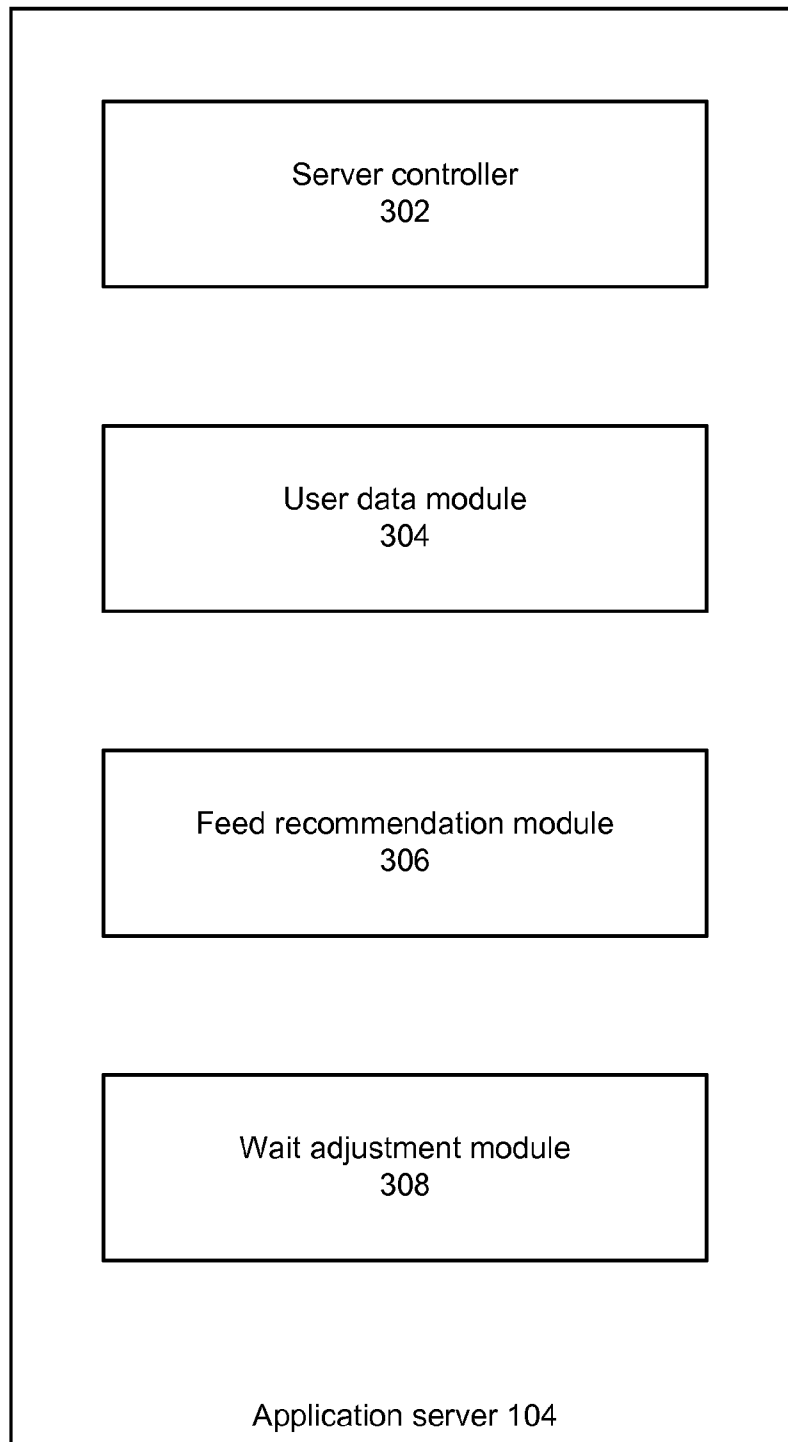 Server controller
302
User data module
304
Feed recommendation module
306
Wait adjustment module
308
Application server 104